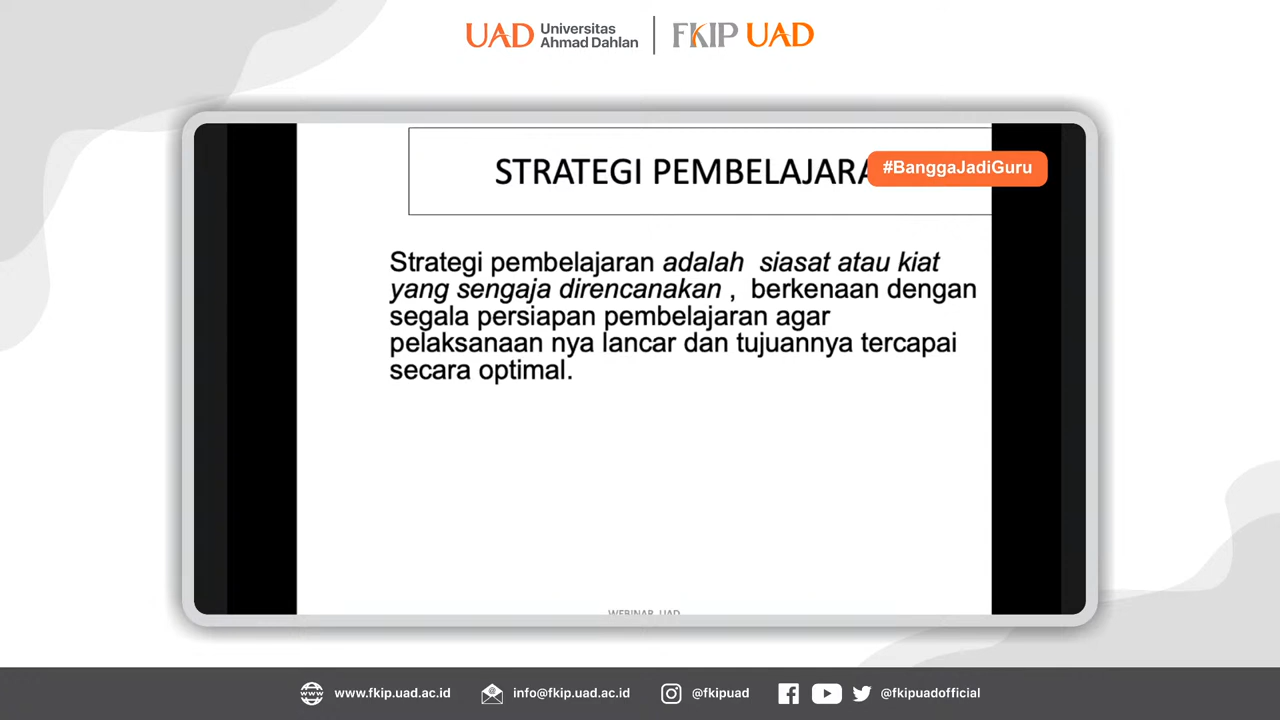 UAD Universitas
Ahmad Dahlan
FKIP UAD
STRATEGI PEMBELAJARA
#BanggaJadiGuru
Strategi pembelajaran adalah siasat atau kiat
yang sengaja direncanakan , berkenaan dengan
segala persiapan pembelajaran agar
pelaksanaan nya lancar dan tujuannya tercapai
secara optimal.
WEBINAR UAD
www.fkip.uad.ac.id info@fkip.uad.ac.id @fkipuad @fkipuadofficial